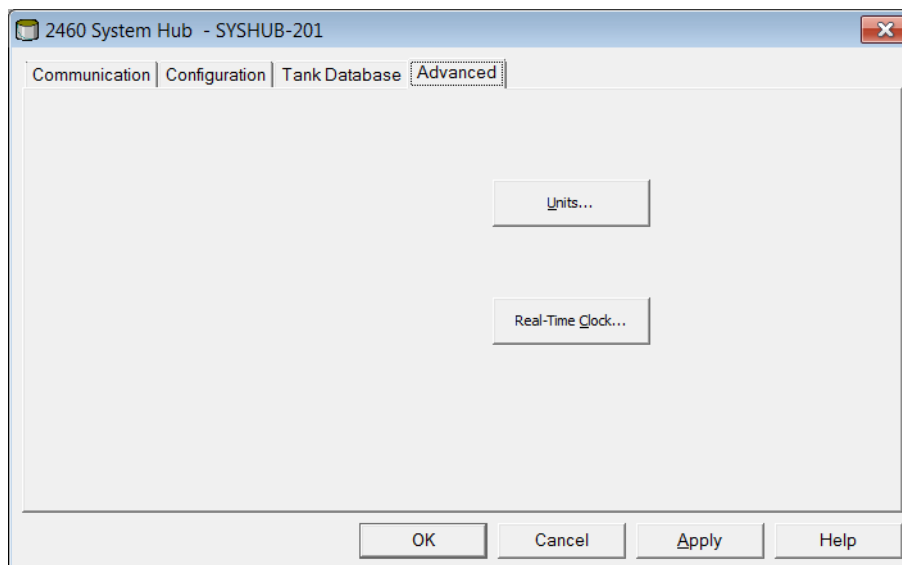 2460 System Hub - SYSHUB-201
Communication Configuration Tank Database Advanced
Units...
Real-Time Clock...
OK Cancel Apply Help